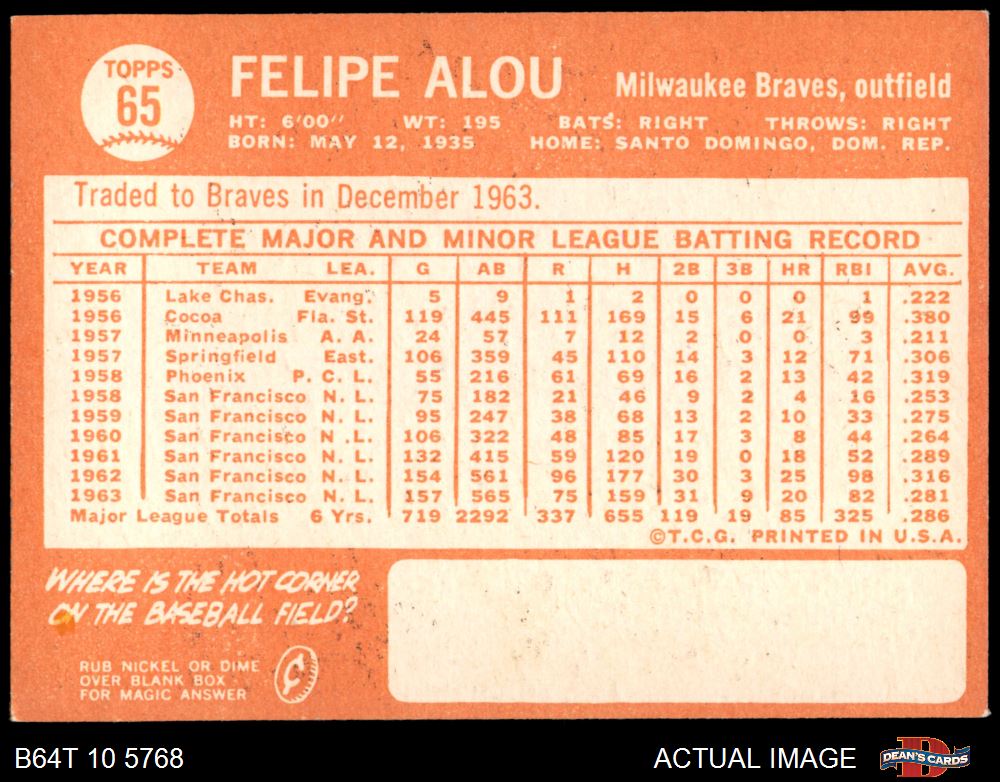 TOPPS
65
FELIPE ALOU Milwaukee Braves, outfield
HT: 6'00" WT: 195 BATS: RIGHT THROWS: RIGHT
BORN: MAY 12, 1935 HOME: SANTO DOMINGO, DOM. REP.
Traded to Braves in December 1963.
COMPLETE MAJOR AND MINOR LEAGUE BATTING RECORD
YEAR TEAM LEA. G AB R H 2B 3B HR RBI AVG.
1956 Lake Chas. Evang. 5 9 1 2 0 0 0 1 .222
1956 Cocoa Fla. St. 119 445 111 169 15 6 21 99 .380
1957 Minneapolis A. A. 24 57 7 12 2 0 0 3 .211
1957 Springfield East. 106 359 45 110 14 3 12 71 .306
1958 Phoenix P. C. L. 55 216 61 69 16 2 13 42 .319
1958 San Francisco N. L. 75 182 21 46 9 2 4 16 .253
1959 San Francisco N. L. 95 247 38 68 13 2 10 33 .275
1960 San Francisco N .L. 106 322 48 85 17 3 8 44 .264
1961 San Francisco N. L. 132 415 59 120 19 0 18 52 .289
1962 San Francisco N. L. 154 561 96 177 30 3 25 98 .316
1963 San Francisco N. L. 157 565 75 159 31 9 20 82 .281
Major League Totals 6 Yrs. 719 2292 337 655 119 19 85 325 .286
©T.C.G. PRINTED IN U.S.A.
WHERE IS THE HOT CORNER
ON THE BASEBALL FIELD?
RUB NICKEL OR DIME
OVER BLANK BOX
FOR MAGIC ANSWER
¢
B64T 10 5768 ACTUAL IMAGE DEAN'S CARDS